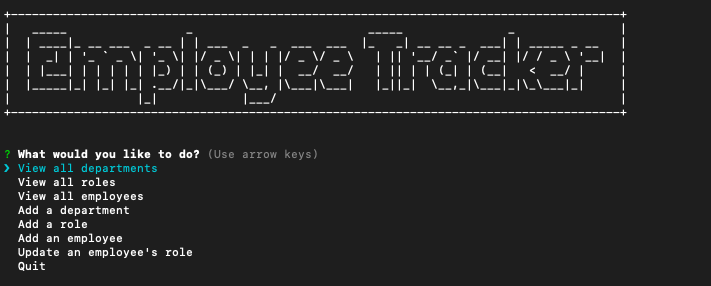 Employee Tracker
? What would you like to do? (Use arrow keys)
❯ View all departments
View all roles
View all employees
Add a department
Add a role
Add an employee
Update an employee's role
Quit